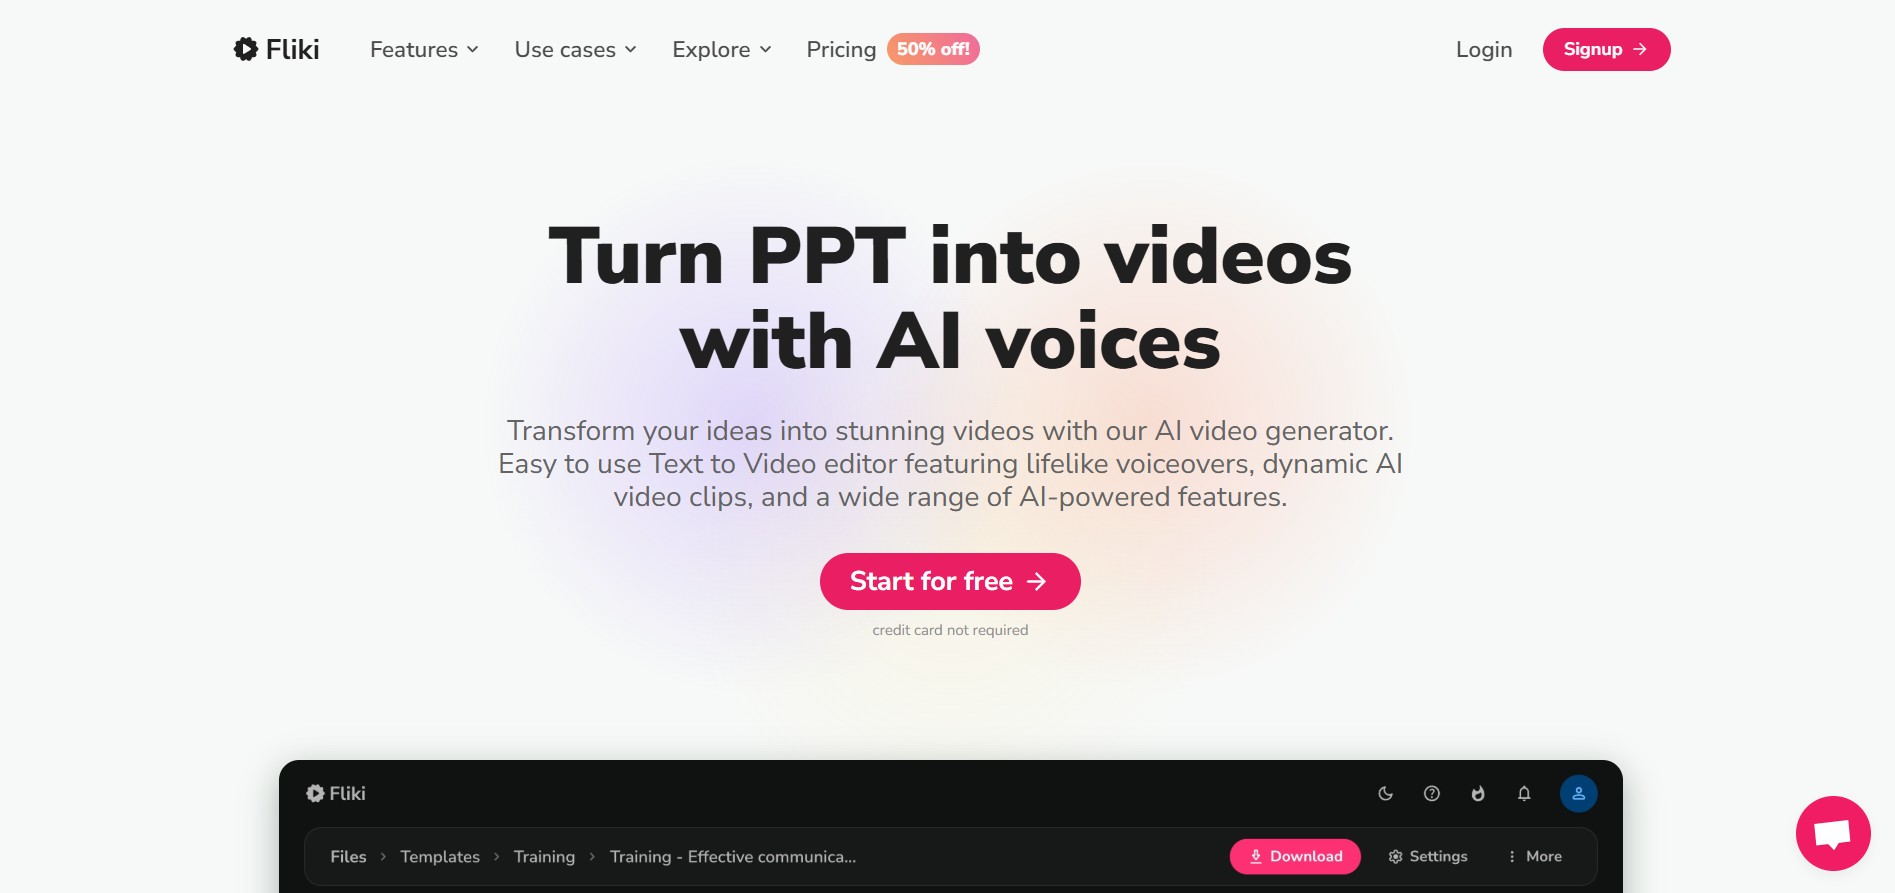 Fliki
Features
Use cases
Explore
Pricing
50% off!
Login
Signup
Turn PPT into videos
with AI voices
Transform your ideas into stunning videos with our AI video generator.
Easy to use Text to Video editor featuring lifelike voiceovers, dynamic AI
video clips, and a wide range of AI-powered features.
Start for free
credit card not required
Fliki
Files > Templates > Training > Training - Effective communica...
Download
Settings
More